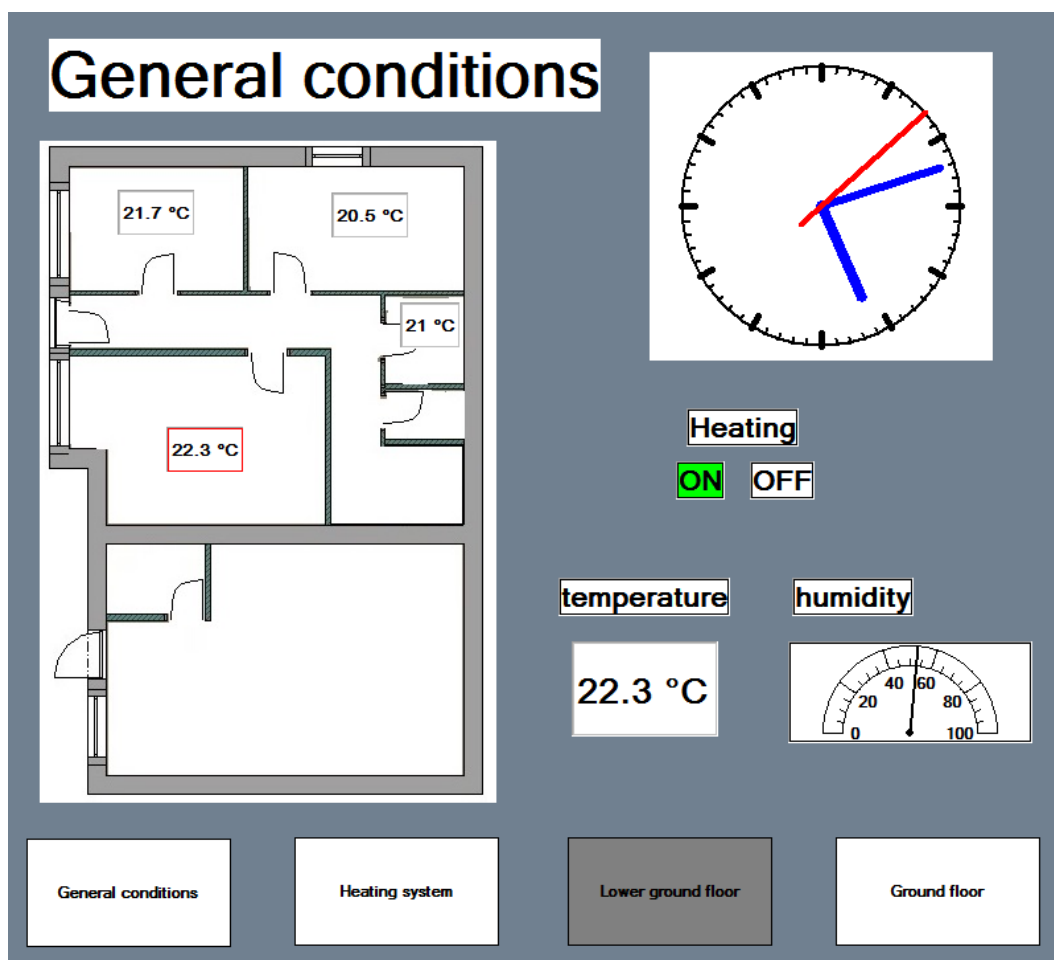 General conditions
21.7 °C
20.5 °C
21 °C
22.3 °C
Heating
ON OFF
temperature humidity
22.3 °C
0 20 40 60 80 100
General conditions
Heating system
Lower ground floor
Ground floor